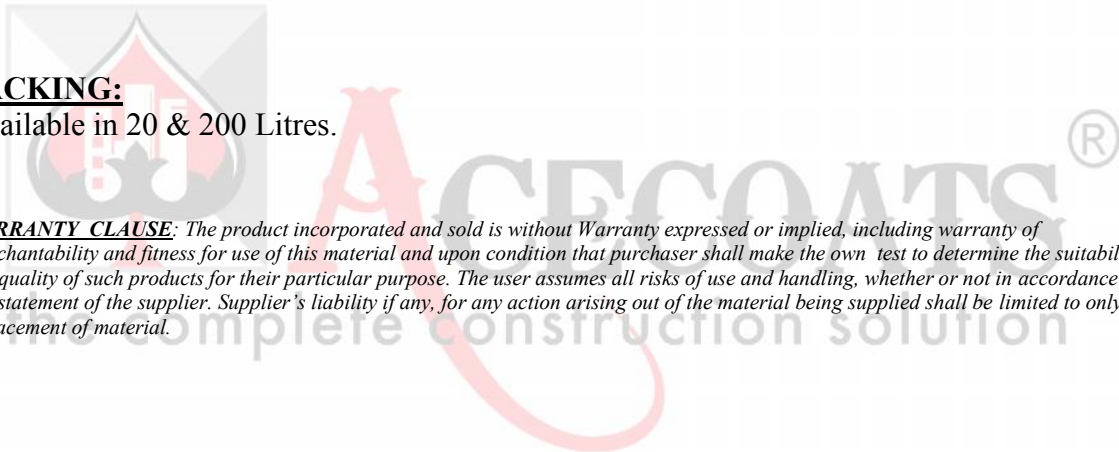 ACKING:
ailable in 20 & 200 Litres.
ACECOATS®
RRANTY CLAUSE: The product incorporated and sold is without Warranty expressed or implied, including warranty of
chantability and fitness for use of this material and upon condition that purchaser shall make the own test to determine the suitabil
quality of such products for their particular purpose. The user assumes all risks of use and handling, whether or not in accordance
statement of the supplier. Supplier’s liability if any, for any action arising out of the material being supplied shall be limited to only
acement of material.
the complete construction solution